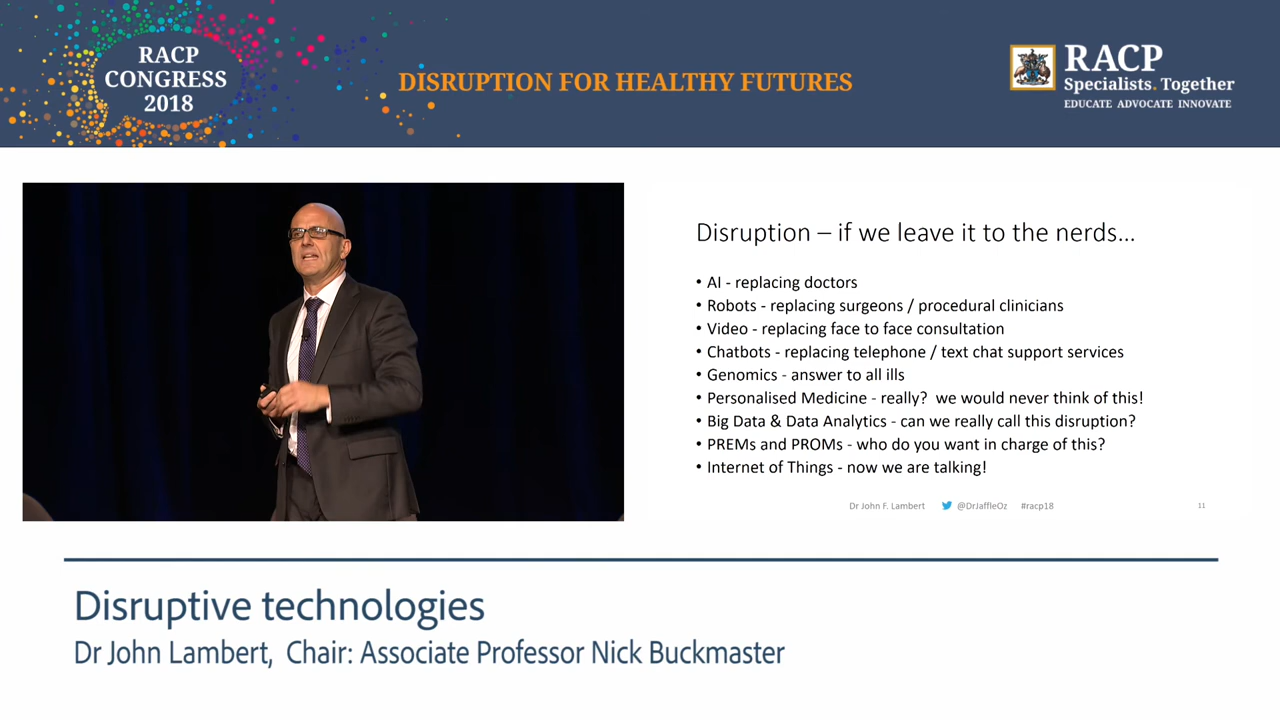 RACP
CONGRESS
2018
DISRUPTION FOR HEALTHY FUTURES
RACP
Specialists. Together
EDUCATE ADVOCATE INNOVATE
Disruption – if we leave it to the nerds...
• AI - replacing doctors
• Robots - replacing surgeons / procedural clinicians
• Video - replacing face to face consultation
• Chatbots - replacing telephone / text chat support services
• Genomics - answer to all ills
• Personalised Medicine - really? we would never think of this!
• Big Data & Data Analytics - can we really call this disruption?
• PREMs and PROMs - who do you want in charge of this?
• Internet of Things - now we are talking!
Dr John F. Lambert @DrJaffleOz #racp18 11
Disruptive technologies
Dr John Lambert, Chair: Associate Professor Nick Buckmaster